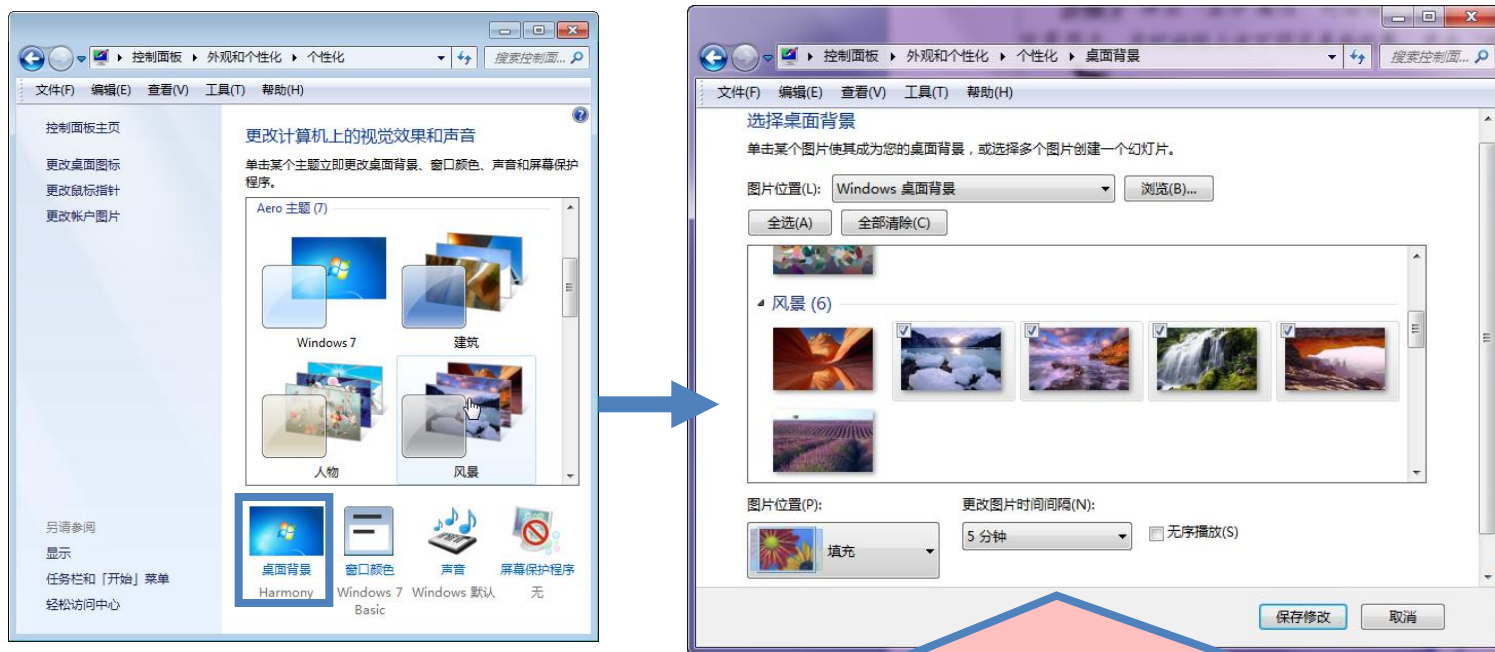 控制面板 外观和个性化 个性化
搜索控制面...
文件(F) 编辑(E) 查看(V) 工具(T) 帮助(H)
控制面板主页
更改桌面图标
更改鼠标指针
更改帐户图片
另请参阅
显示
任务栏和「开始」菜单
轻松访问中心
更改计算机上的视觉效果和声音
单击某个主题立即更改桌面背景、窗口颜色、声音和屏幕保护
程序。
Aero 主题 (7)
Windows 7 建筑
人物 风景
桌面背景 窗口颜色 声音 屏幕保护程序
Harmony Windows 7 Windows 默认 无
Basic
控制面板 外观和个性化 个性化 桌面背景
搜索控制面...
文件(F) 编辑(E) 查看(V) 工具(T) 帮助(H)
选择桌面背景
单击某个图片使其成为您的桌面背景，或选择多个图片创建一个幻灯片。
图片位置(L): Windows 桌面背景 浏览(B)...
全选(A) 全部清除(C)
风景 (6)
图片位置(P): 更改图片时间间隔(N):
填充 5 分钟 无序播放(S)
保存修改 取消